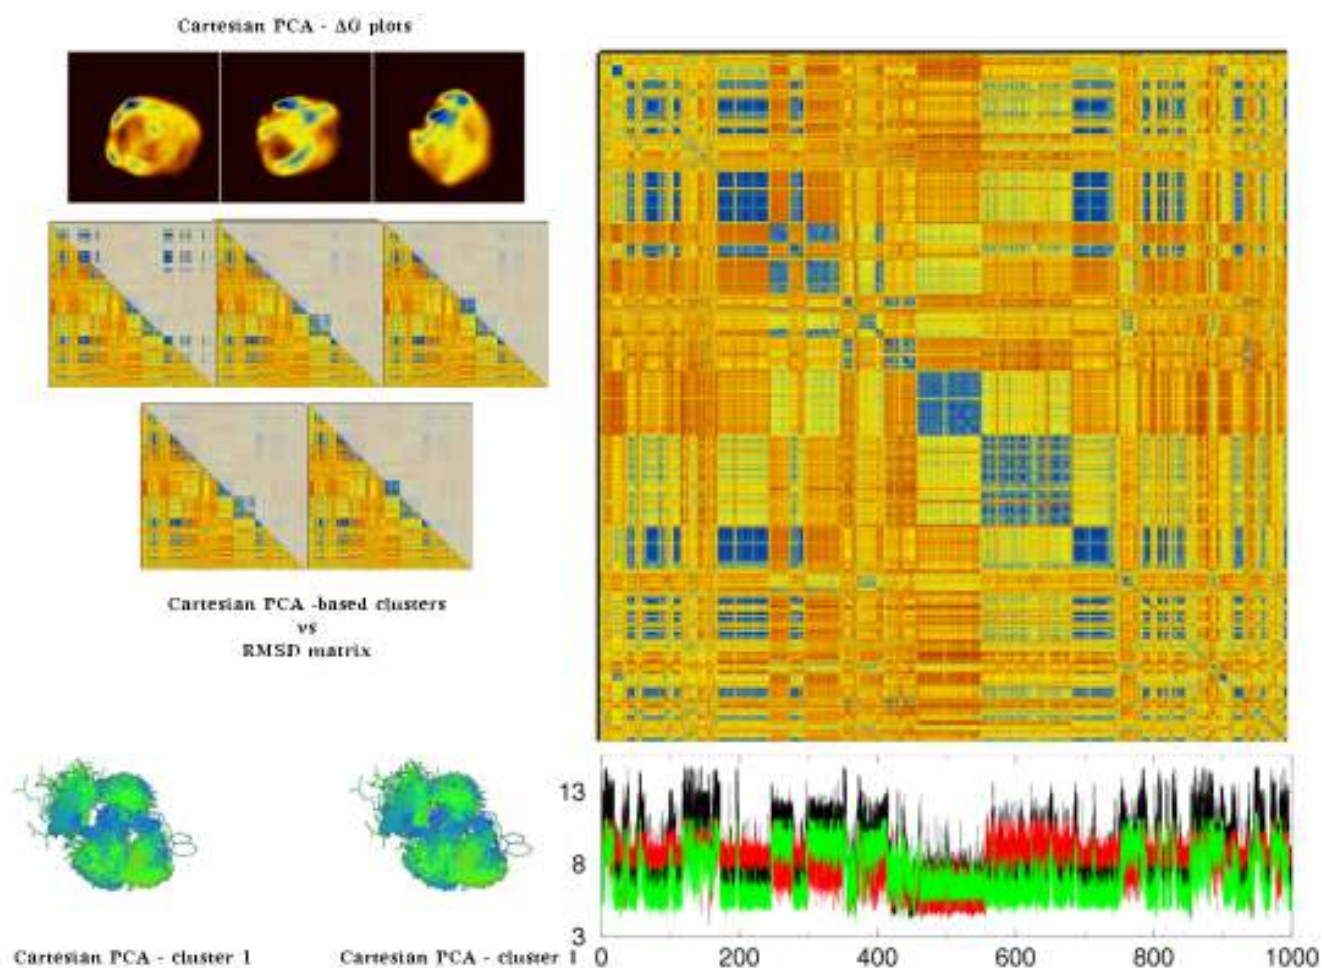 Cartesian PCA - ΔG plots
Cartesian PCA -based clusters
vs
RMSD matrix
13
8
3
0 200 400 600 800 1000
Cartesian PCA - cluster 1 Cartesian PCA - cluster 1